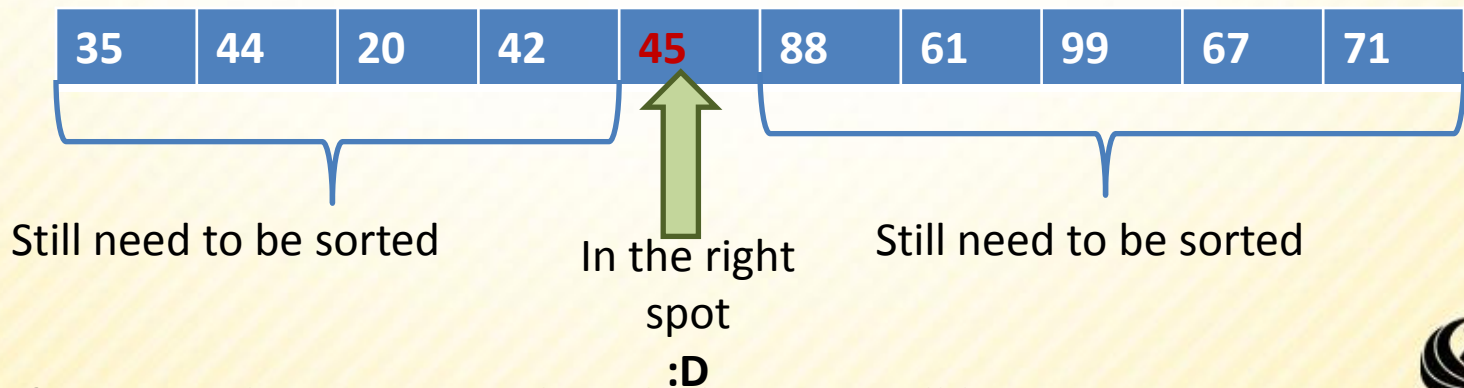 35 44 20 42 45 88 61 99 67 71
Still need to be sorted
In the right
spot
:D
Still need to be sorted